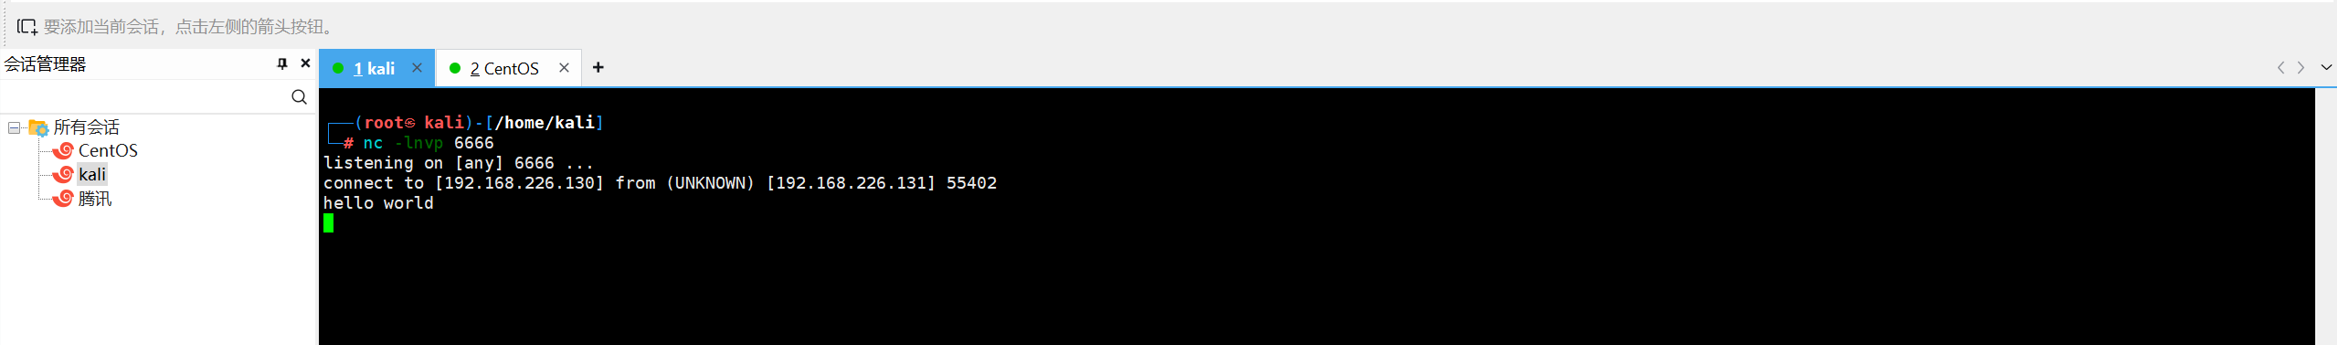 要添加当前会话，点击左侧的箭头按钮。
会话管理器
所有会话
CentOS
kali
腾讯
1 kali
2 CentOS
┌──(root㉿ kali)-[/home/kali]
└─# nc -lnvp 6666
listening on [any] 6666 ...
connect to [192.168.226.130] from (UNKNOWN) [192.168.226.131] 55402
hello world